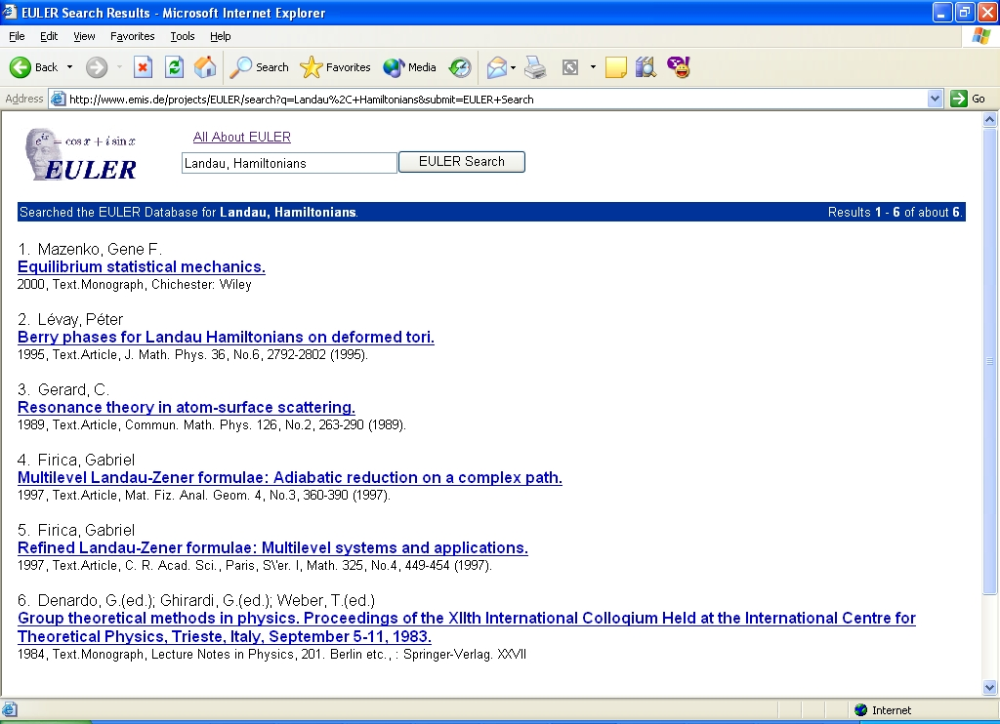 EULER Search Results - Microsoft Internet Explorer
File Edit View Favorites Tools Help
Back Search Favorites Media
Address http://www.emis.de/projects/EULER/search?q=Landau%2C+Hamiltonians&submit=EULER+Search Go
e^{ix} = cos x + i sin x
EULER
All About EULER
Landau, Hamiltonians EULER Search
Searched the EULER Database for Landau, Hamiltonians. Results 1 - 6 of about 6.
1. Mazenko, Gene F.
Equilibrium statistical mechanics.
2000, Text.Monograph, Chichester: Wiley
2. Lévay, Péter
Berry phases for Landau Hamiltonians on deformed tori.
1995, Text.Article, J. Math. Phys. 36, No.6, 2792-2802 (1995).
3. Gerard, C.
Resonance theory in atom-surface scattering.
1989, Text.Article, Commun. Math. Phys. 126, No.2, 263-290 (1989).
4. Firica, Gabriel
Multilevel Landau-Zener formulae: Adiabatic reduction on a complex path.
1997, Text.Article, Mat. Fiz. Anal. Geom. 4, No.3, 360-390 (1997).
5. Firica, Gabriel
Refined Landau-Zener formulae: Multilevel systems and applications.
1997, Text.Article, C. R. Acad. Sci., Paris, S\'er. I, Math. 325, No.4, 449-454 (1997).
6. Denardo, G.(ed.); Ghirardi, G.(ed.); Weber, T.(ed.)
Group theoretical methods in physics. Proceedings of the XIIth International Colloqium Held at the International Centre for
Theoretical Physics, Trieste, Italy, September 5-11, 1983.
1984, Text.Monograph, Lecture Notes in Physics, 201. Berlin etc., : Springer-Verlag. XXVII
Internet